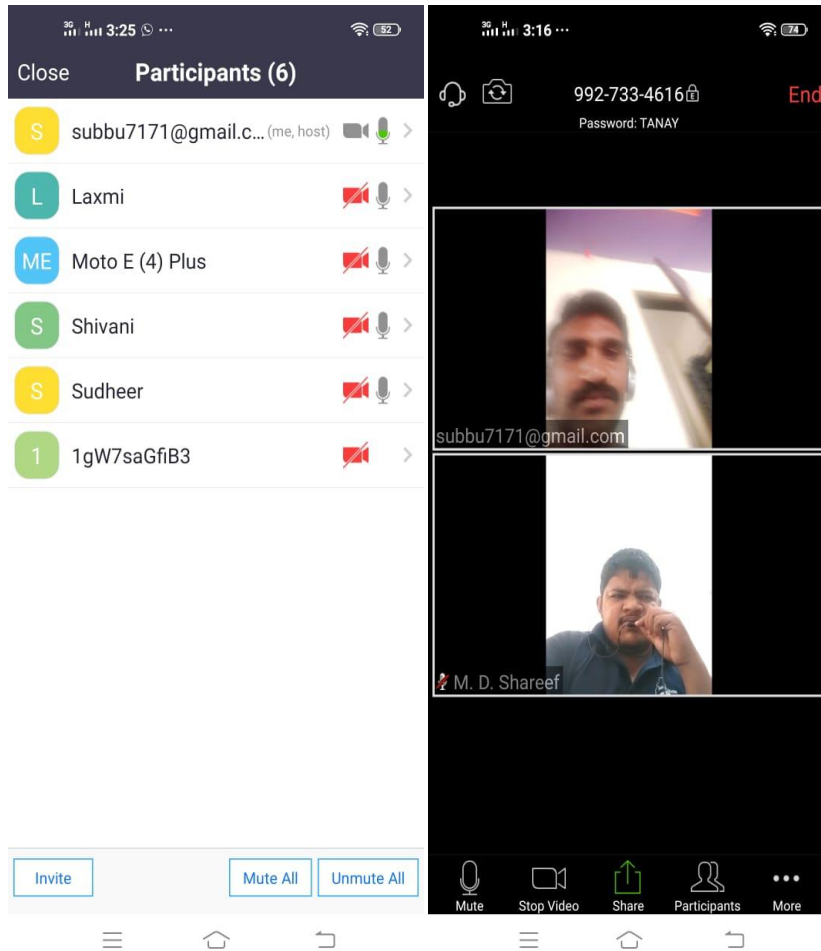 3G H 3:25 ...
52
Close Participants (6)
S subbu7171@gmail.c... (me, host)
L Laxmi
ME Moto E (4) Plus
S Shivani
S Sudheer
1 1gW7saGfiB3
Invite Mute All Unmute All
3G H 3:16 ...
74
992-733-4616 E End
Password: TANAY
subbu7171@gmail.com
M. D. Shareef
Mute Stop Video Share Participants More